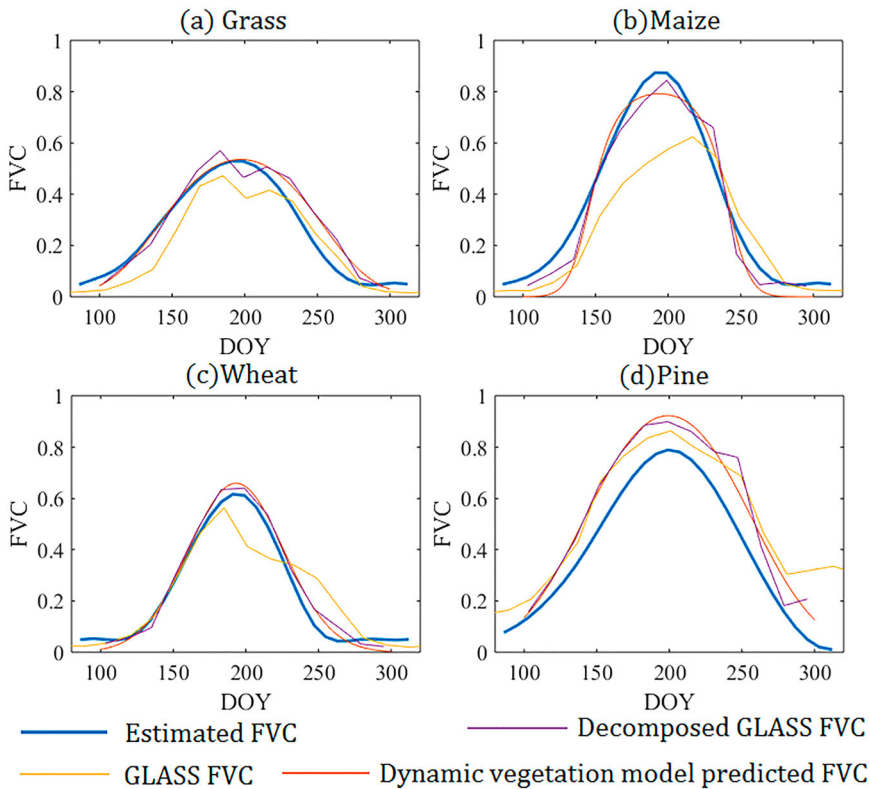 (a) Grass
(b)Maize
1
0.8
0.6
0.4
0.2
0
FVC
100 150 200 250 300
DOY
1
0.8
0.6
0.4
0.2
0
FVC
100 150 200 250 300
DOY
(c)Wheat
(d)Pine
1
0.8
0.6
0.4
0.2
0
FVC
100 150 200 250 300
DOY
1
0.8
0.6
0.4
0.2
0
FVC
100 150 200 250 300
DOY
Estimated FVC
Decomposed GLASS FVC
GLASS FVC
Dynamic vegetation model predicted FVC